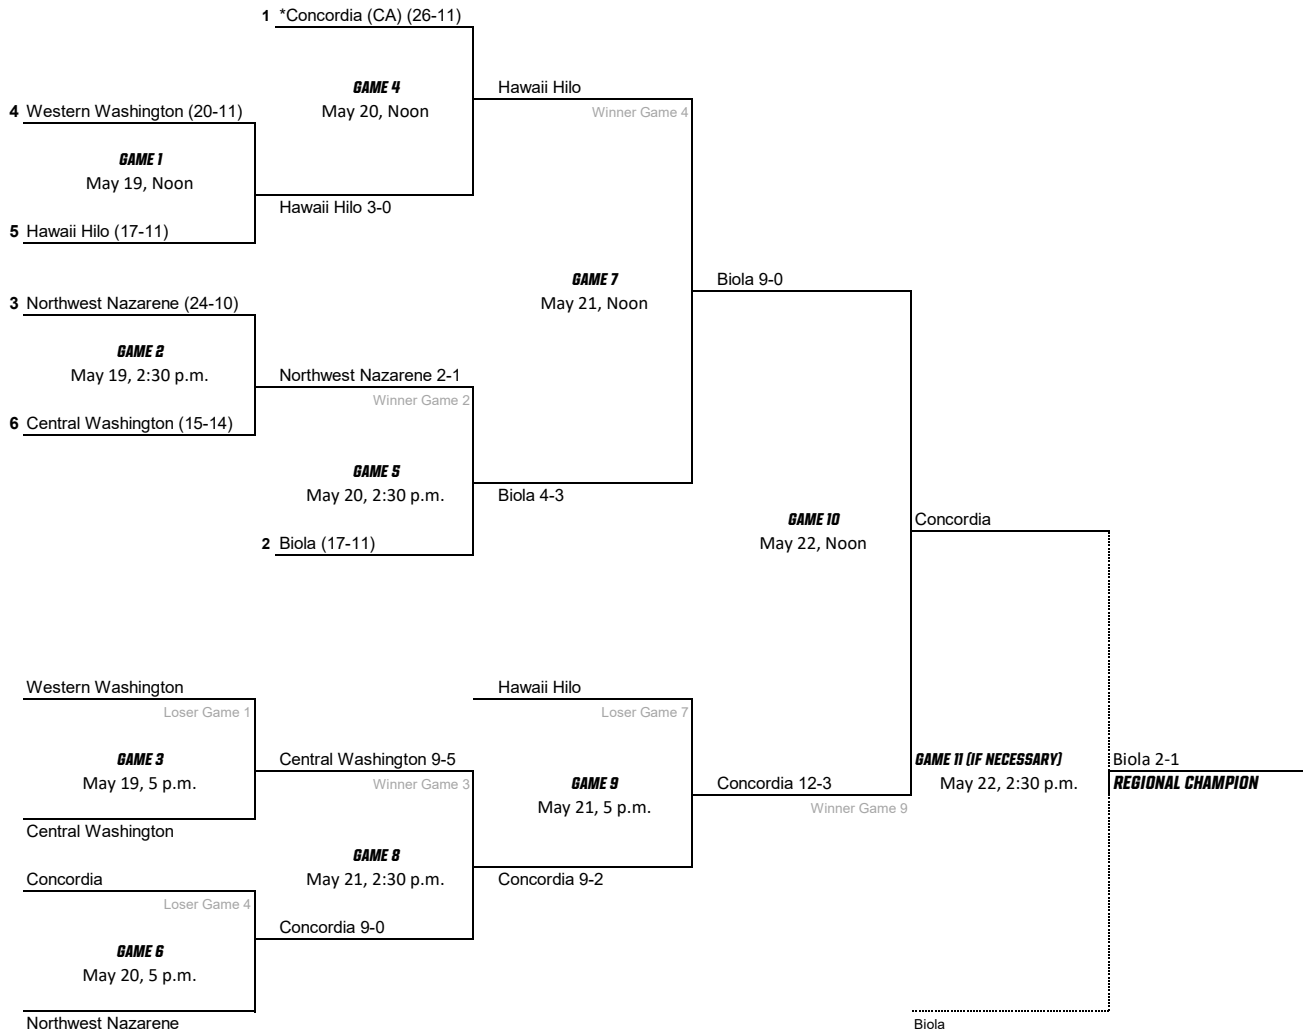 1 *Concordia (CA) (26-11)
GAME 4
May 20, Noon
Hawaii Hilo
Winner Game 4
4 Western Washington (20-11)
GAME 1
May 19, Noon
Hawaii Hilo 3-0
5 Hawaii Hilo (17-11)
GAME 7
May 21, Noon
Biola 9-0
3 Northwest Nazarene (24-10)
GAME 2
May 19, 2:30 p.m.
Northwest Nazarene 2-1
Winner Game 2
6 Central Washington (15-14)
GAME 5
May 20, 2:30 p.m.
Biola 4-3
2 Biola (17-11)
GAME 10
May 22, Noon
Concordia
Western Washington
Loser Game 1
GAME 3
May 19, 5 p.m.
Central Washington
Central Washington 9-5
Winner Game 3
Hawaii Hilo
Loser Game 7
GAME 9
May 21, 5 p.m.
Concordia 12-3
Winner Game 9
GAME 11 (IF NECESSARY)
May 22, 2:30 p.m.
Biola 2-1
REGIONAL CHAMPION
GAME 8
May 21, 2:30 p.m.
Concordia 9-2
Concordia
Loser Game 4
Concordia 9-0
GAME 6
May 20, 5 p.m.
Northwest Nazarene
Biola